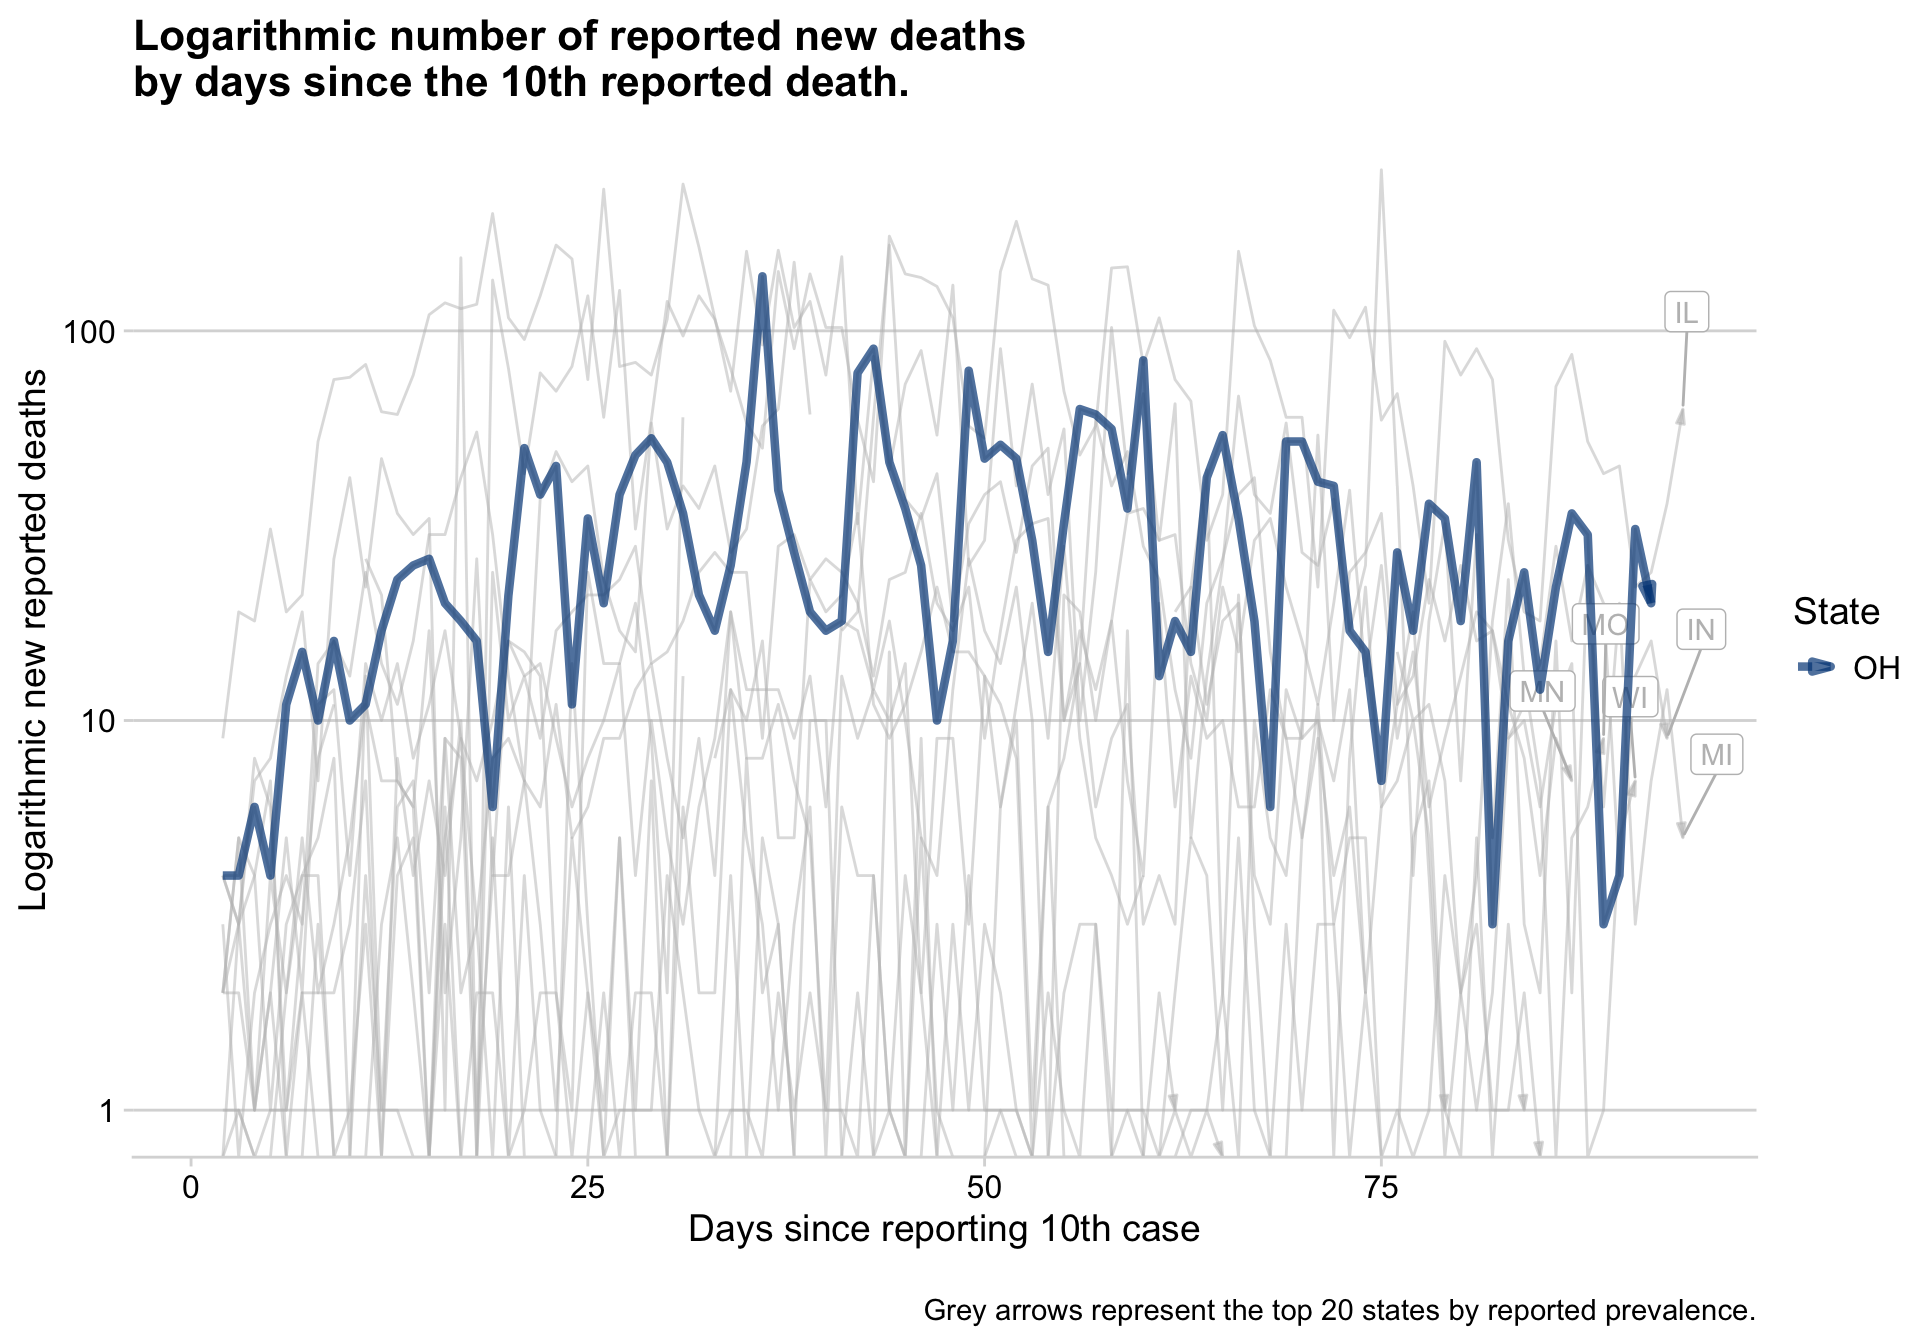 Logarithmic number of reported new deaths
by days since the 10th reported death.
Logarithmic new reported deaths
100
10
1
IL
MO
IN
MN
WI
MI
State
OH
0
25
50
75
Days since reporting 10th case
Grey arrows represent the top 20 states by reported prevalence.